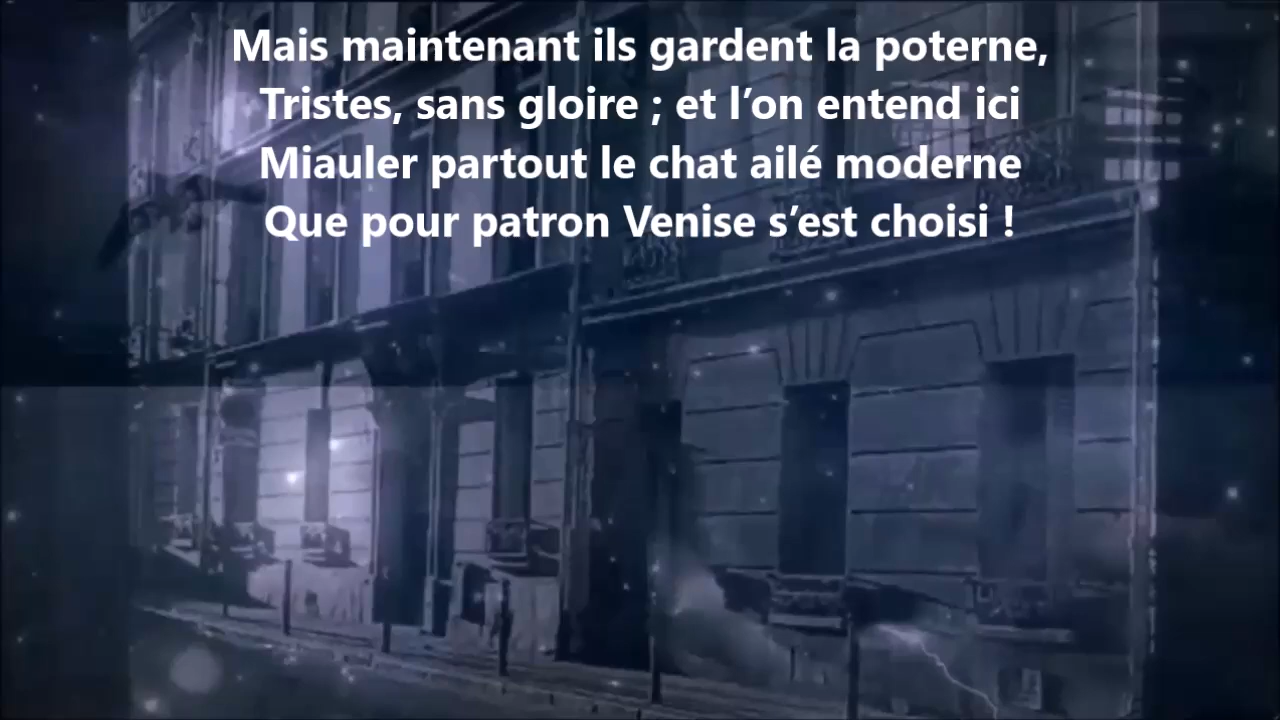 Mais maintenant ils gardent la poterne,
Tristes, sans gloire ; et l’on entend ici
Miauler partout le chat ailé moderne
Que pour patron Venise s’est choisi !